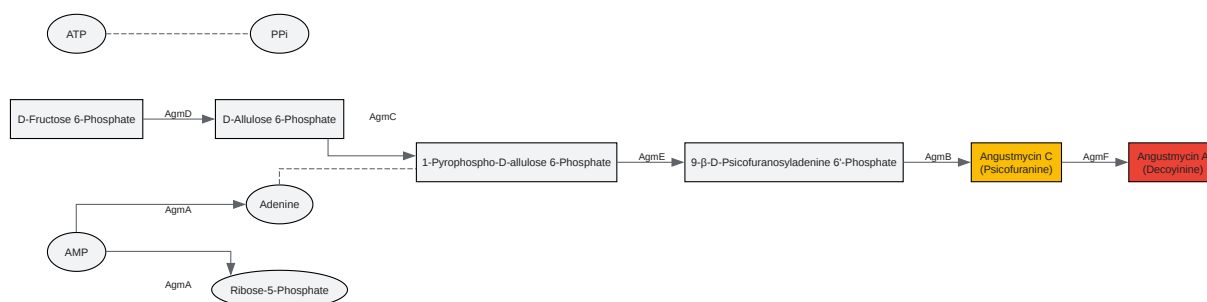 ATP
PPi
D-Fructose 6-Phosphate
AgmD
D-Allulose 6-Phosphate
AgmC
1-Pyrophospho-D-allulose 6-Phosphate
AgmE
9-β-D-Psicofuranosyladenine 6'-Phosphate
AgmB
Angustmycin C
(Psicofuranine)
AgmF
Angustmycin A
(Decoyinine)
Adenine
AgmA
AMP
AgmA
Ribose-5-Phosphate